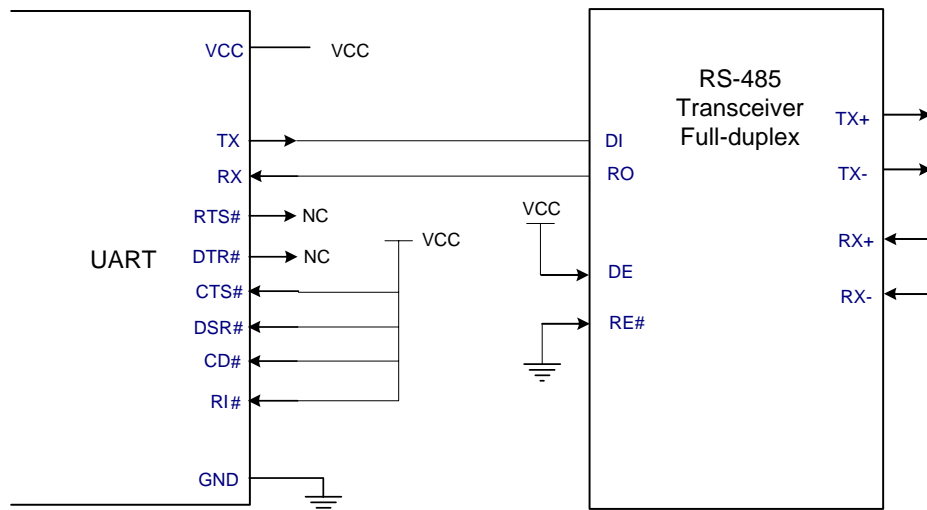 VCC
VCC
TX
RX
RTS#
NC
DTR#
NC
UART
CTS#
DSR#
CD#
RI#
GND
VCC
RS-485
Transceiver
Full-duplex
DI
RO
VCC
DE
RE#
TX+
TX-
RX+
RX-